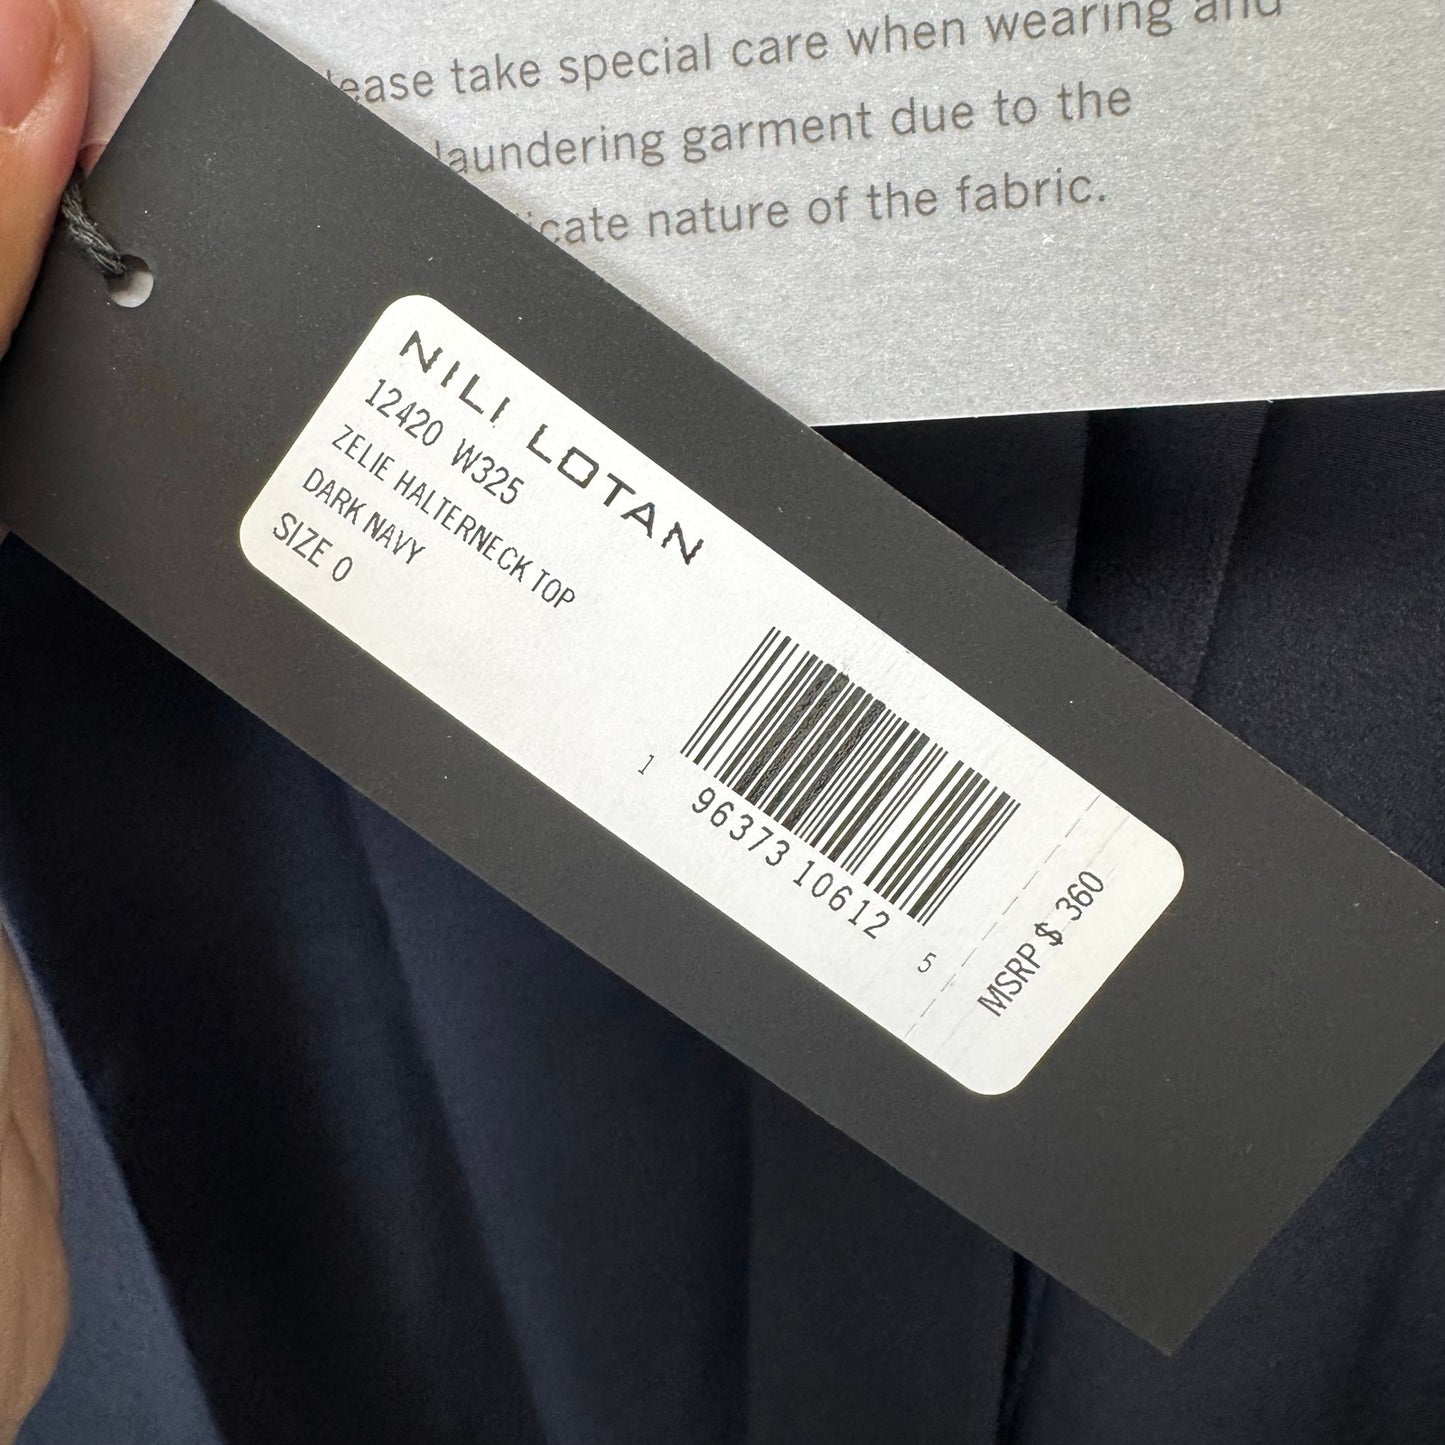 ease take special care when wearing and
laundering garment due to the
icate nature of the fabric.
NILI LOTAN
12420 W325
ZELIE HALTERNECK TOP
DARK NAVY
SIZE 0
1 96373 10612 5
MSRP $ 360